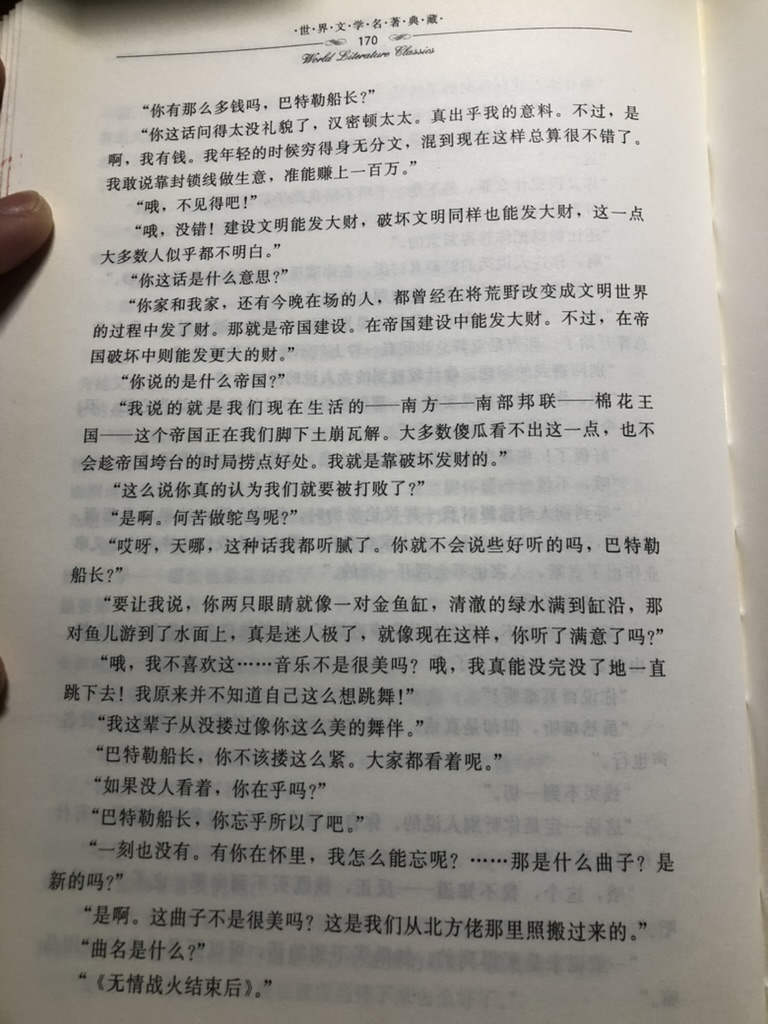 ·世·界·文·学·名·著·典·藏·
170
World Literature Classics
“你有那么多钱吗，巴特勒船长？”
“你这话问得太没礼貌了，汉密顿太太。真出乎我的意料。不过，是
啊，我有钱。我年轻的时候穷得身无分文，混到现在这样总算很不错了。
我敢说靠封锁线做生意，准能赚上一百万。”
“哦，不见得吧！”
“哦，没错！建设文明能发大财，破坏文明同样也能发大财，这一点
大多数人似乎都不明白。”
“你这话是什么意思？”
“你家和我家，还有今晚在场的人，都曾经在将荒野改变成文明世界
的过程中发了财。那就是帝国建设。在帝国建设中能发大财。不过，在帝
国破坏中则能发更大的财。”
“你说的是什么帝国？”
“我说的就是我们现在生活的——南方——南部邦联——棉花王
国——这个帝国正在我们脚下土崩瓦解。大多数傻瓜看不出这一点，也不
会趁帝国垮台的时局捞点好处。我就是靠破坏发财的。”
“这么说你真的认为我们就要被打败了？”
“是啊。何苦做鸵鸟呢？”
“哎呀，天哪，这种话我都听腻了。你就不会说些好听的吗，巴特勒
船长？”
“要让我说，你两只眼睛就像一对金鱼缸，清澈的绿水满到缸沿，那
对鱼儿游到了水面上，真是迷人极了，就像现在这样，你听了满意了吗？”
“哦，我不喜欢这……音乐不是很美吗？哦，我真能没完没了地一直
跳下去！我原来并不知道自己这么想跳舞！”
“我这辈子从没搂过像你这么美的舞伴。”
“巴特勒船长，你不该搂这么紧。大家都看着呢。”
“如果没人看着，你在乎吗？”
“巴特勒船长，你忘乎所以了吧。”
“一刻也没有。有你在怀里，我怎么能忘呢？……那是什么曲子？是
新的吗？”
“是啊。这曲子不是很美吗？这是我们从北方佬那里照搬过来的。”
“曲名是什么？”
“《无情战火结束后》。”